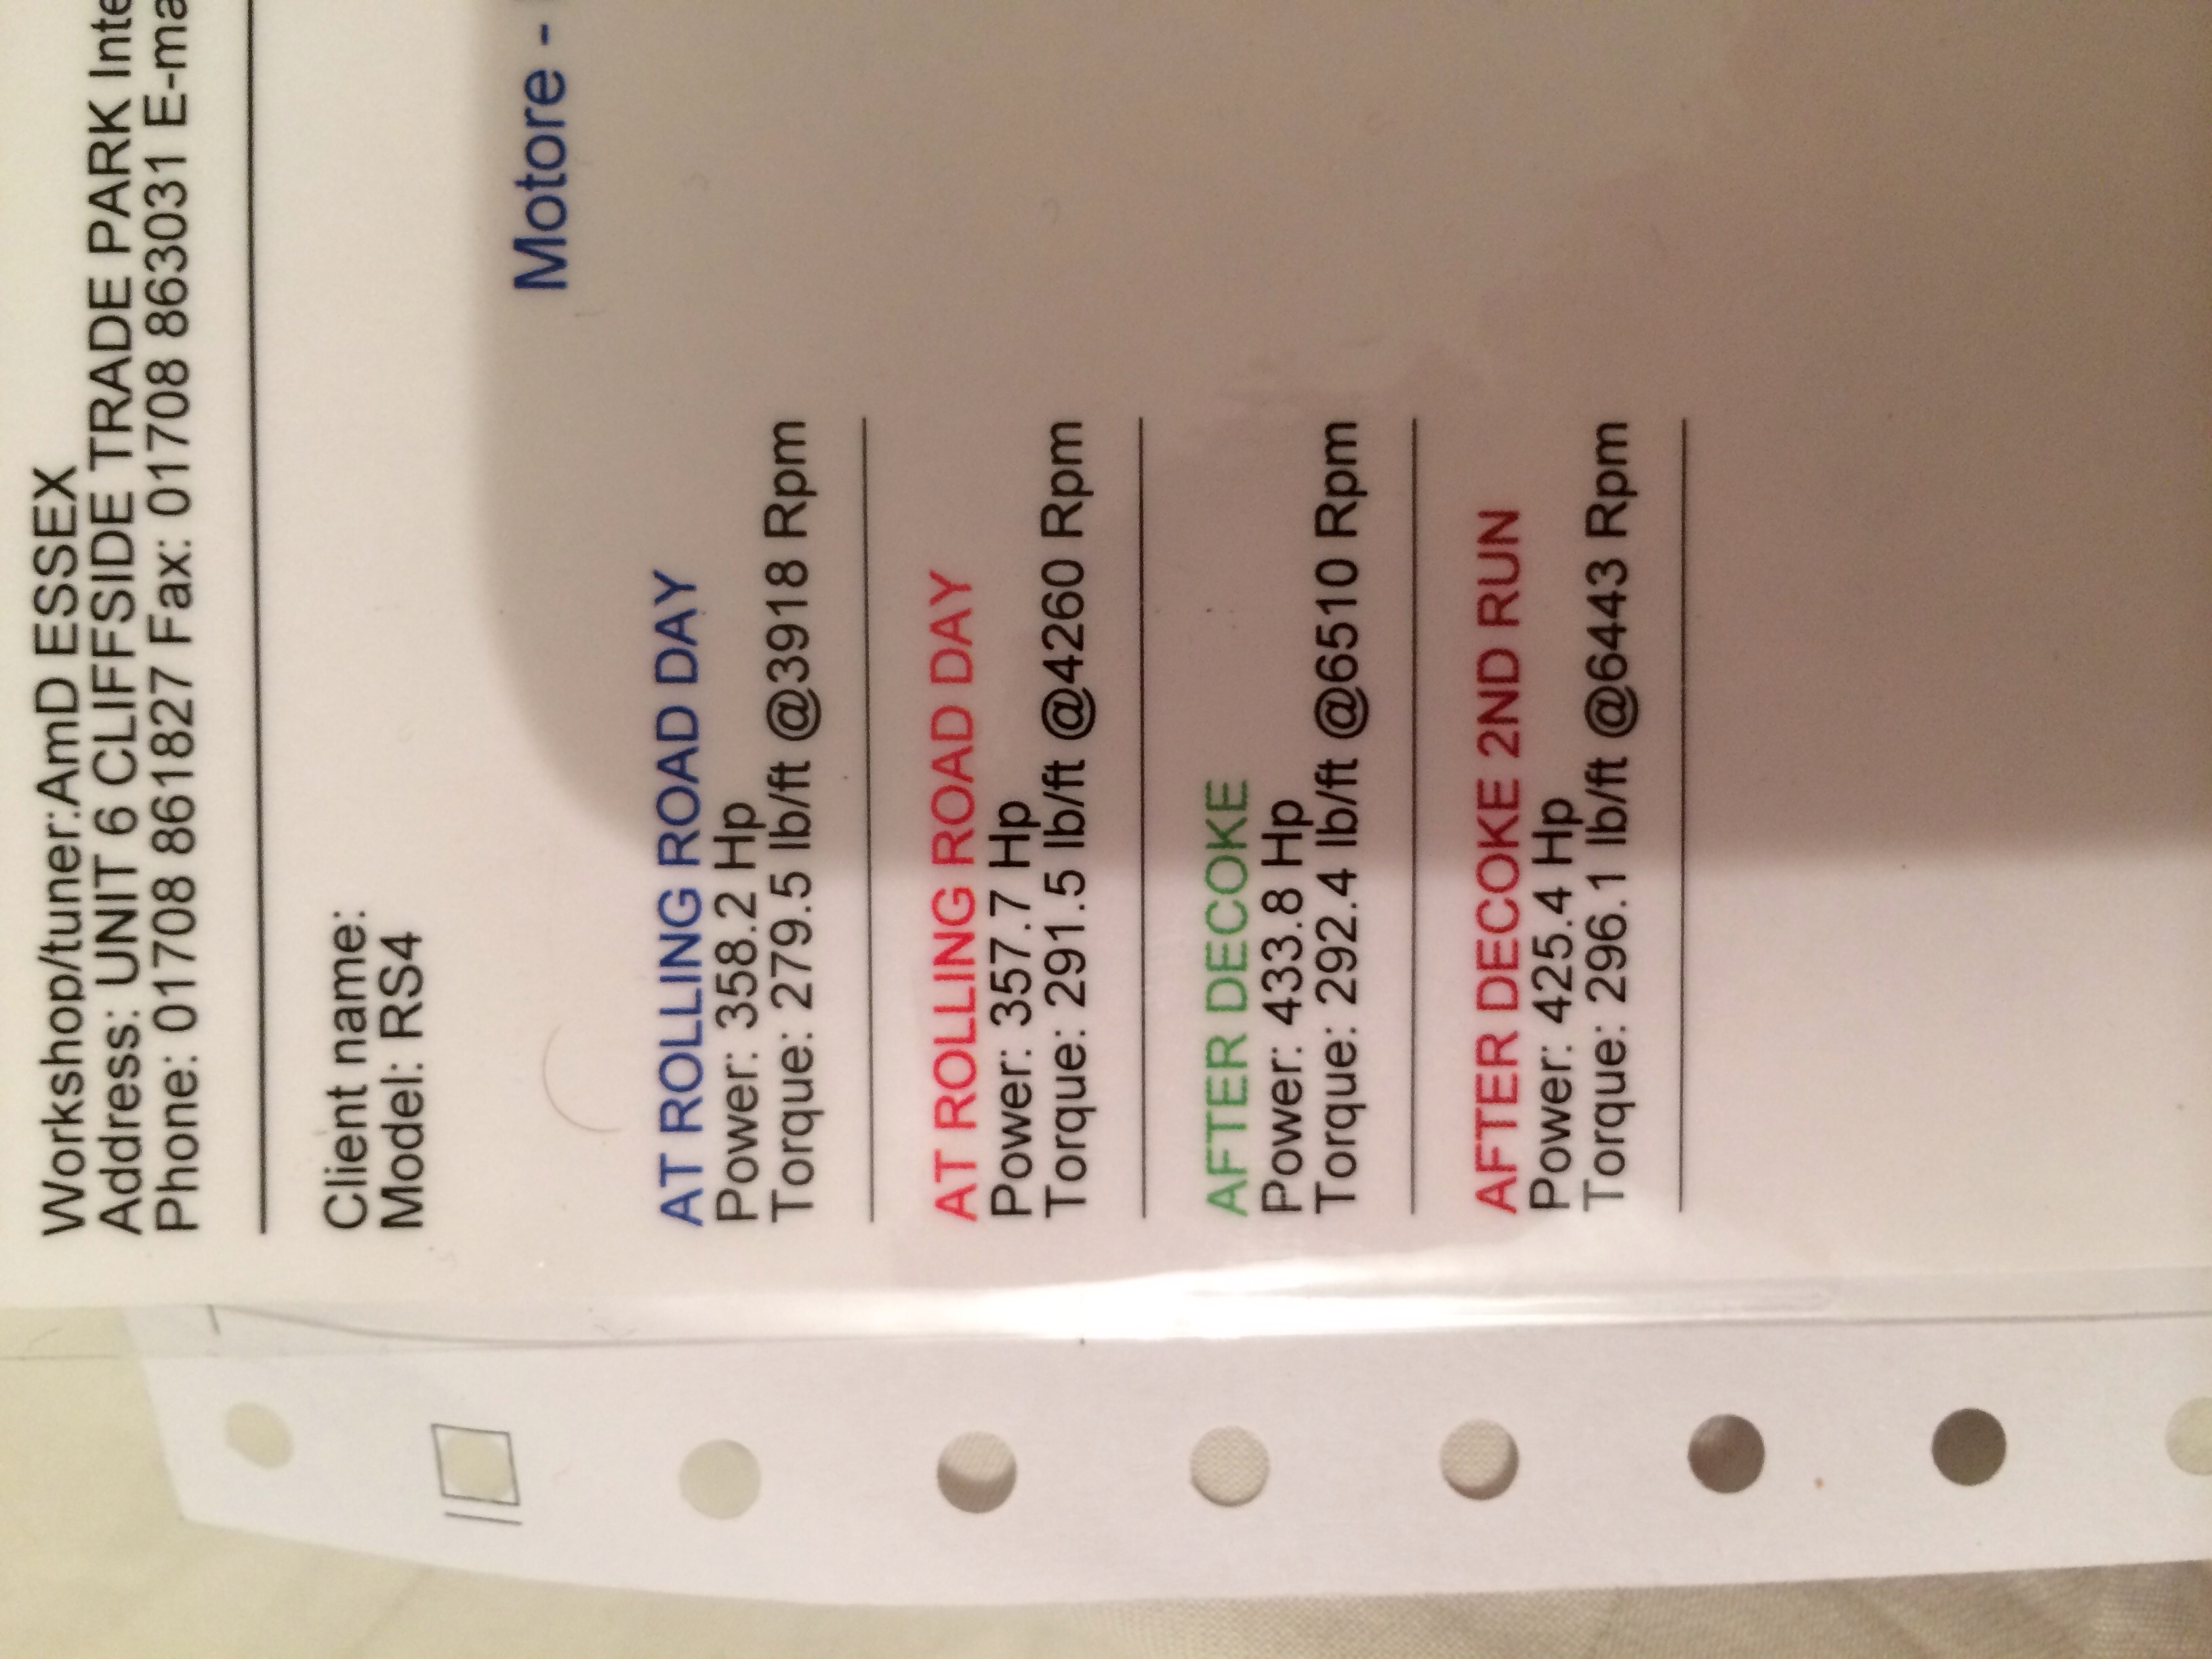 Workshop/tuner:AmD ESSEX
Address: UNIT 6 CLIFFSIDE TRADE PARK
Phone: 01708 861827 Fax: 01708 863031
Client name:
Model: RS4
Motore -
AT ROLLING ROAD DAY
Power: 358.2 Hp
Torque: 279.5 lb/ft @3918 Rpm
AT ROLLING ROAD DAY
Power: 357.7 Hp
Torque: 291.5 lb/ft @4260 Rpm
AFTER DECOKE
Power: 433.8 Hp
Torque: 292.4 lb/ft @6510 Rpm
AFTER DECOKE 2ND RUN
Power: 425.4 Hp
Torque: 296.1 lb/ft @6443 Rpm